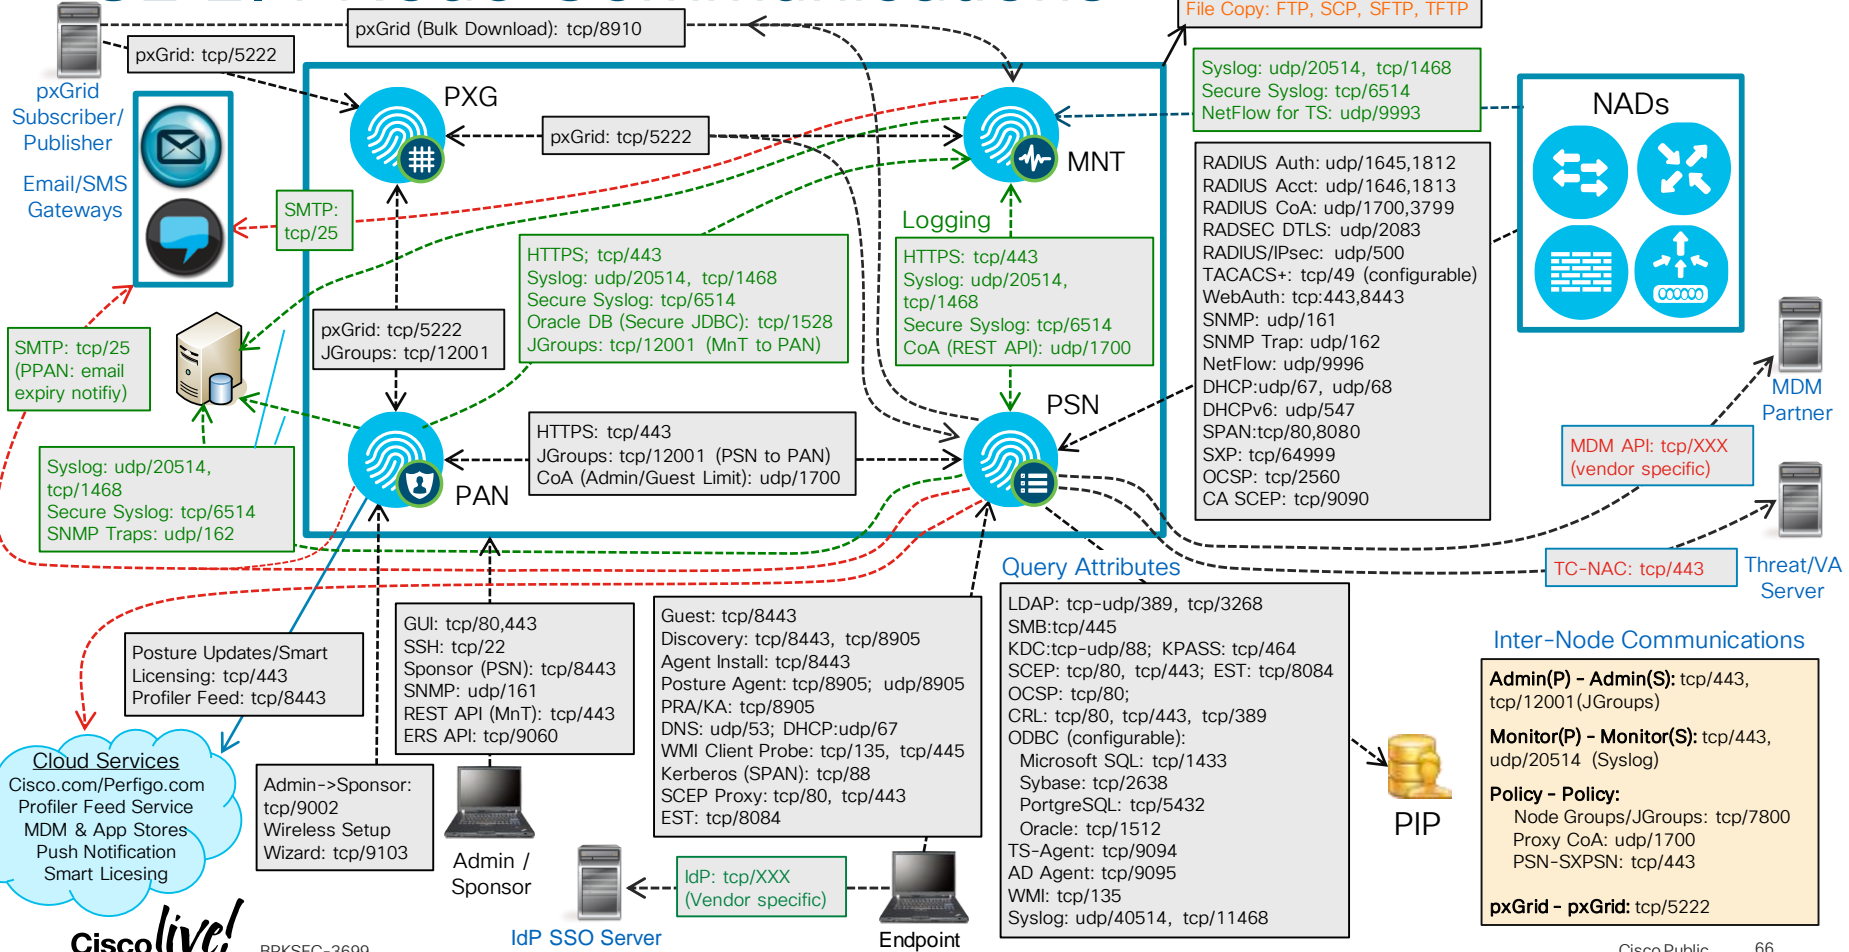 File Copy: FTP, SCP, SFTP, TFTP
pxGrid (Bulk Download): tcp/8910
pxGrid: tcp/5222
pxGrid
Subscriber/
Publisher
Email/SMS
Gateways
PXG
pxGrid: tcp/5222
MNT
Syslog: udp/20514, tcp/1468
Secure Syslog: tcp/6514
NetFlow for TS: udp/9993
NADs
RADIUS Auth: udp/1645,1812
RADIUS Acct: udp/1646,1813
RADIUS CoA: udp/1700,3799
RADSEC DTLS: udp/2083
RADIUS/IPsec: udp/500
TACACS+: tcp/49 (configurable)
WebAuth: tcp:443,8443
SNMP: udp/161
SNMP Trap: udp/162
NetFlow: udp/9996
DHCP:udp/67, udp/68
DHCPv6: udp/547
SPAN:tcp/80,8080
SXP: tcp/64999
OCSP: tcp/2560
CA SCEP: tcp/9090
SMTP:
tcp/25
Logging
HTTPS; tcp/443
Syslog: udp/20514, tcp/1468
Secure Syslog: tcp/6514
Oracle DB (Secure JDBC): tcp/1528
JGroups: tcp/12001 (MnT to PAN)
HTTPS: tcp/443
Syslog: udp/20514,
tcp/1468
Secure Syslog: tcp/6514
CoA (REST API): udp/1700
pxGrid: tcp/5222
JGroups: tcp/12001
SMTP: tcp/25
(PPAN: email
expiry notifiy)
MDM
Partner
PSN
HTTPS: tcp/443
JGroups: tcp/12001 (PSN to PAN)
CoA (Admin/Guest Limit): udp/1700
PAN
MDM API: tcp/XXX
(vendor specific)
Syslog: udp/20514,
tcp/1468
Secure Syslog: tcp/6514
SNMP Traps: udp/162
TC-NAC: tcp/443
Threat/VA
Server
Query Attributes
LDAP: tcp-udp/389, tcp/3268
SMB:tcp/445
KDC:tcp-udp/88; KPASS: tcp/464
SCEP: tcp/80, tcp/443; EST: tcp/8084
OCSP: tcp/80;
CRL: tcp/80, tcp/443, tcp/389
ODBC (configurable):
Microsoft SQL: tcp/1433
Sybase: tcp/2638
PortgreSQL: tcp/5432
Oracle: tcp/1512
TS-Agent: tcp/9094
AD Agent: tcp/9095
WMI: tcp/135
Syslog: udp/40514, tcp/11468
GUI: tcp/80,443
SSH: tcp/22
Sponsor (PSN): tcp/8443
SNMP: udp/161
REST API (MnT): tcp/443
ERS API: tcp/9060
Guest: tcp/8443
Discovery: tcp/8443, tcp/8905
Agent Install: tcp/8443
Posture Agent: tcp/8905; udp/8905
PRA/KA: tcp/8905
DNS: udp/53; DHCP:udp/67
WMI Client Probe: tcp/135, tcp/445
Kerberos (SPAN): tcp/88
SCEP Proxy: tcp/80, tcp/443
EST: tcp/8084
Posture Updates/Smart
Licensing: tcp/443
Profiler Feed: tcp/8443
Cloud Services
Cisco.com/Perfigo.com
Profiler Feed Service
MDM & App Stores
Push Notification
Smart Licesing
Admin->Sponsor:
tcp/9002
Wireless Setup
Wizard: tcp/9103
Admin /
Sponsor
IdP: tcp/XXX
(Vendor specific)
IdP SSO Server
Endpoint
PIP
Inter-Node Communications
Admin(P) - Admin(S): tcp/443,
tcp/12001(JGroups)
Monitor(P) - Monitor(S): tcp/443,
udp/20514 (Syslog)
Policy - Policy:
Node Groups/JGroups: tcp/7800
Proxy CoA: udp/1700
PSN-SXPSN: tcp/443
pxGrid - pxGrid: tcp/5222
Cisco live!
BRKSEC-3699
Cisco Public
66